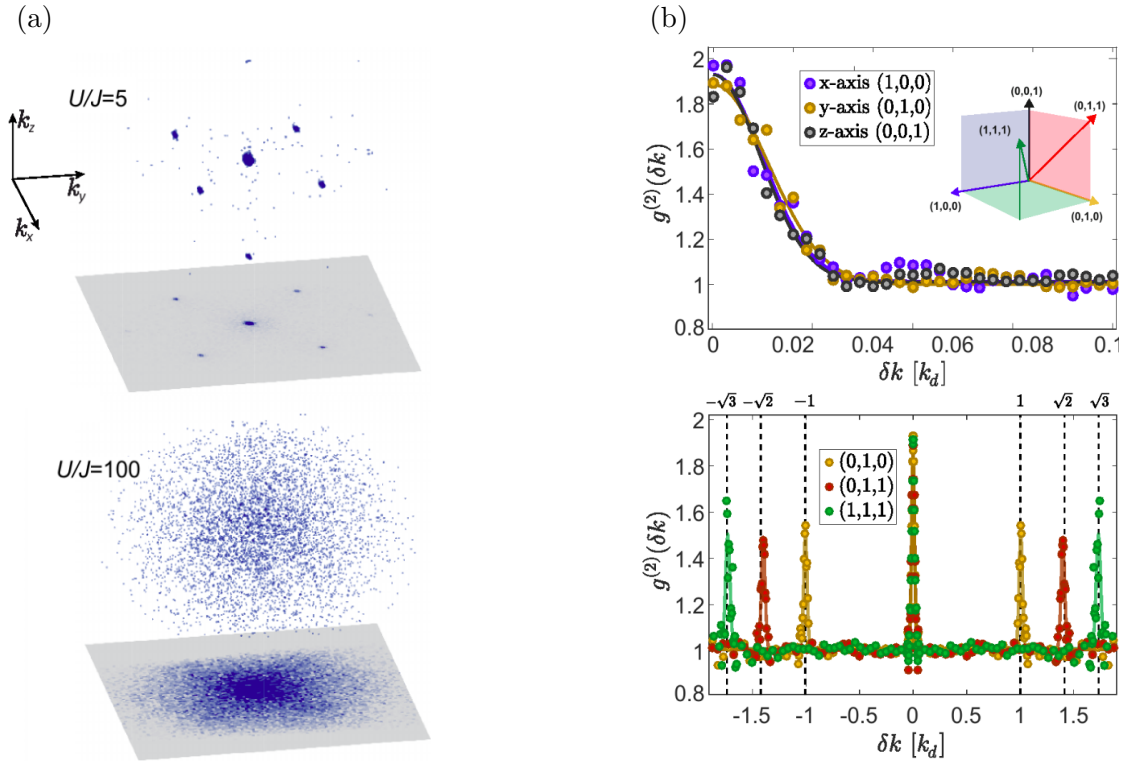 (a)
U/J=5
k_z
k_y
k_x
U/J=100
(b)
2
1.8
1.6
1.4
1.2
1
0.8
g^{(2)}(δk)
x-axis (1,0,0)
y-axis (0,1,0)
z-axis (0,0,1)
(0,0,1)
(0,1,1)
(1,1,1)
(1,0,0)
(0,1,0)
0 0.02 0.04 0.06 0.08 0.1
δk [k_d]
−√3 −√2 −1 1 √2 √3
2
1.8
1.6
1.4
1.2
1
0.8
g^{(2)}(δk)
(0,1,0)
(0,1,1)
(1,1,1)
-1.5 -1 -0.5 0 0.5 1 1.5
δk [k_d]